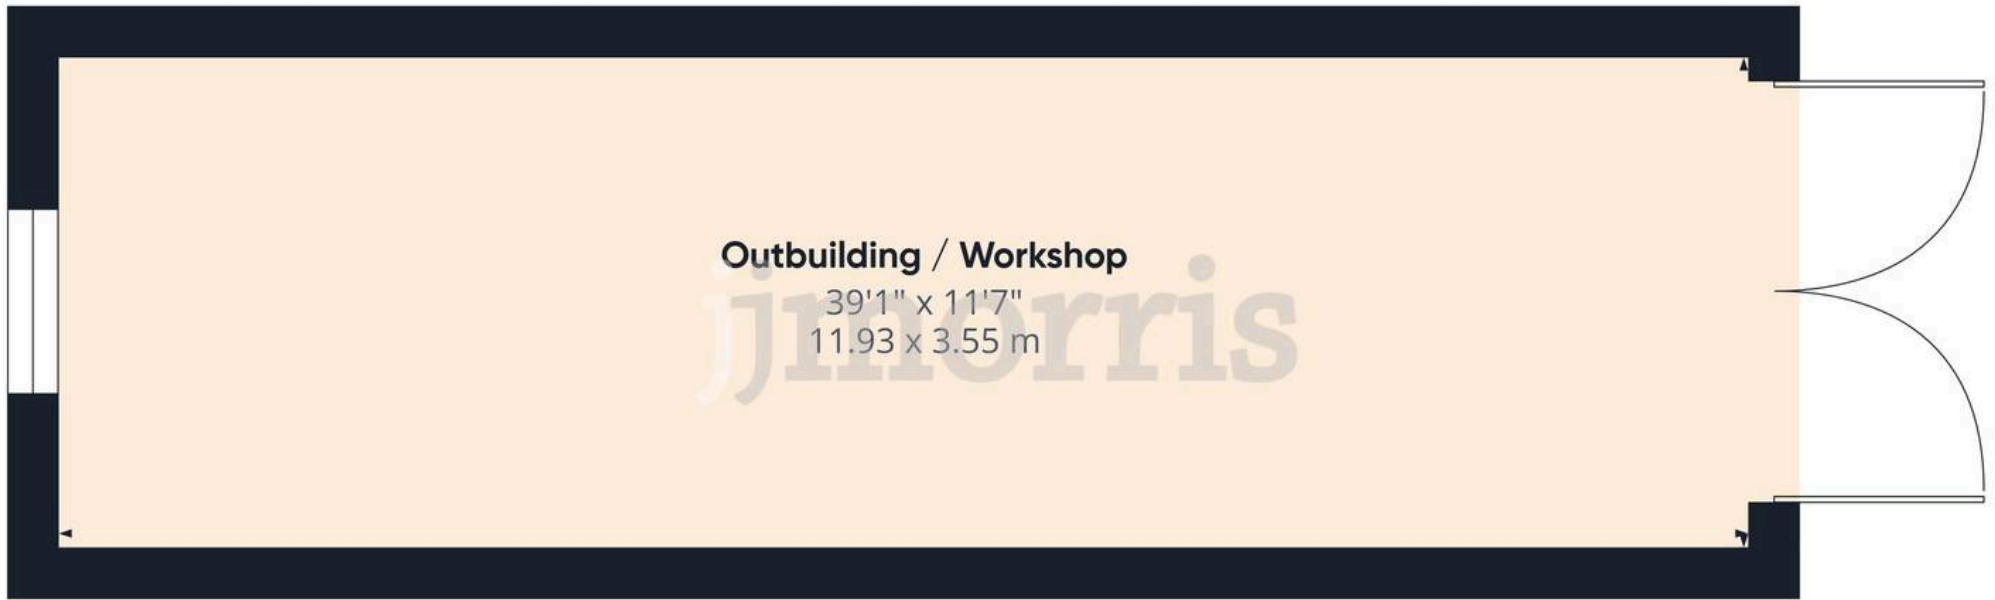 Outbuilding / Workshop
39'1" x 11'7"
11.93 x 3.55 m
jjmorris